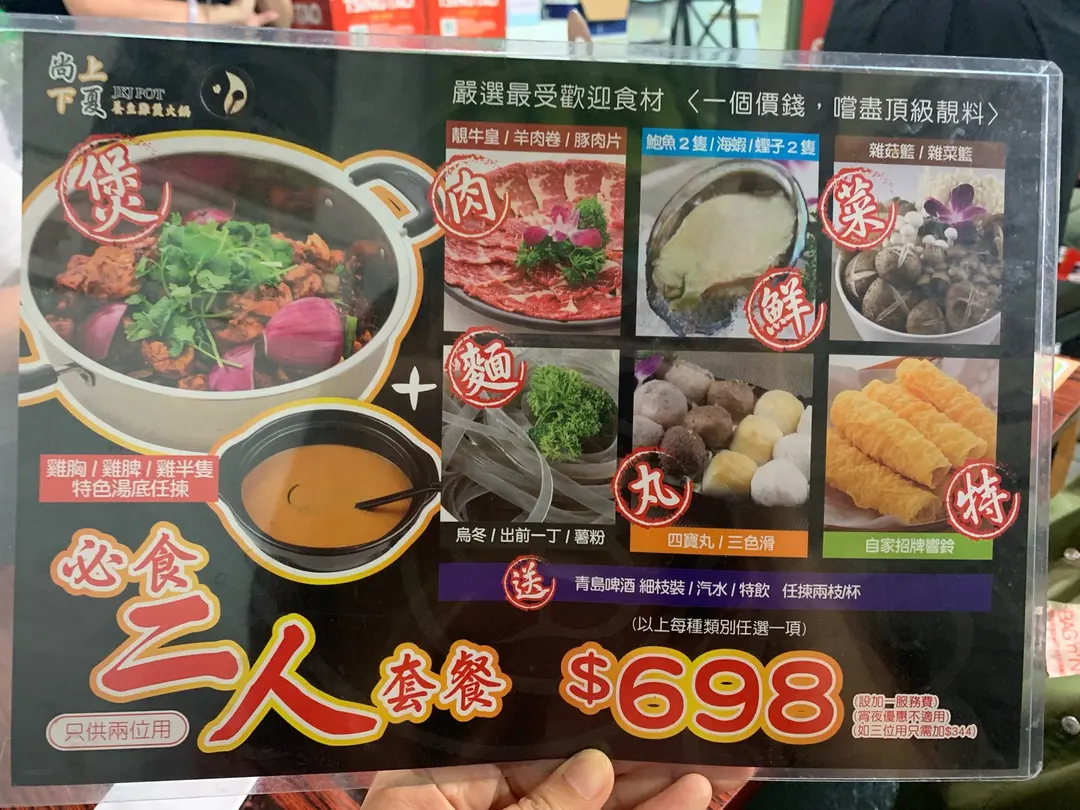 TSINGTAO
尚上
下夏
JKJ POT
養生雞煲火鍋
嚴選最受歡迎食材 〈一個價錢，嚐盡頂級靚料〉
煲
靚牛皇 / 羊肉卷 / 豚肉片
肉
鮑魚２隻 / 海蝦 / 蟶子２隻
鮮
雜菇籃 / 雜菜籃
菜
+
麵
烏冬 / 出前一丁 / 薯粉
丸
四寶丸 / 三色滑
特
自家招牌響鈴
雞胸 / 雞脾 / 雞半隻
特色湯底任揀
送
青島啤酒 細枝裝 / 汽水 / 特飲 任揀兩枝杯
(以上每種類別任選一項)
必食
二人
套餐
$698
只供兩位用
(設加一服務費)
(宵夜優惠不適用)
(如三位用只需加$344)